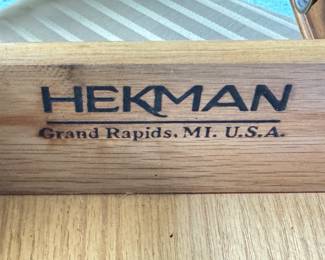 HEKMAN
Grand Rapids, MI. U.S.A.